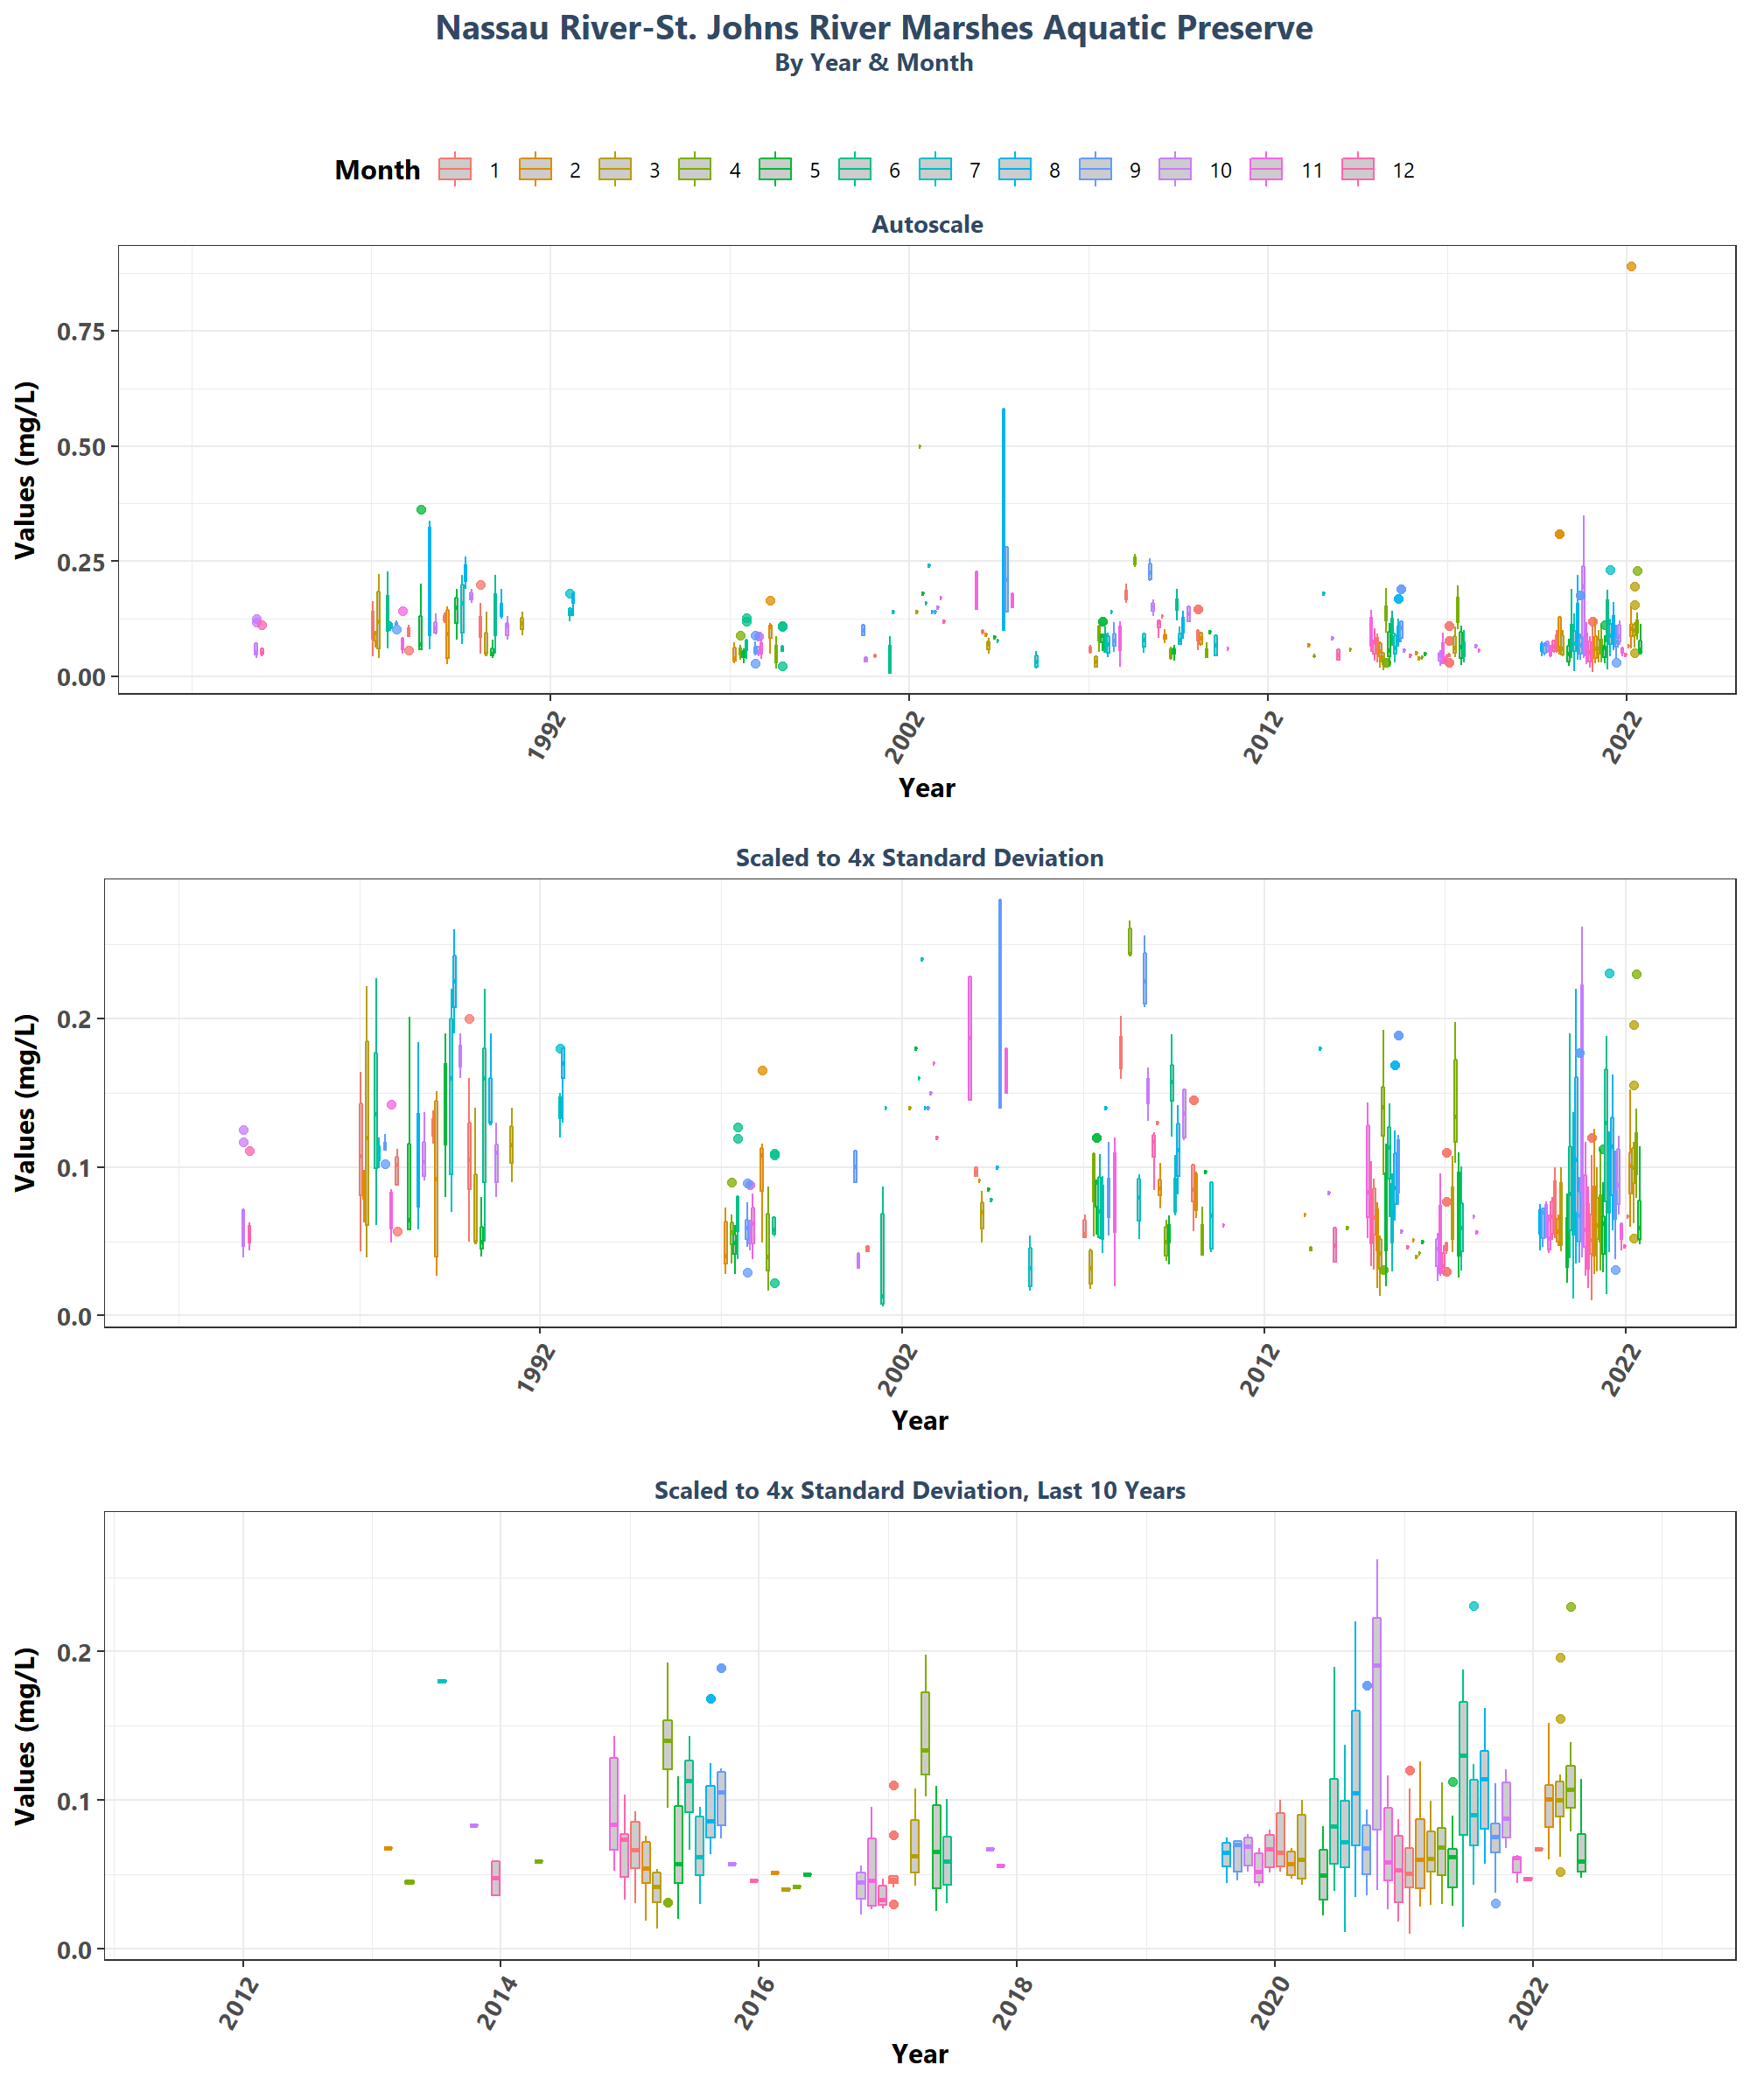 Nassau River-St. Johns River Marshes Aquatic Preserve
By Year & Month
Month 1 2 3 4 5 6 7 8 9 10 11 12
Autoscale
Values (mg/L)
0.75
0.50
0.25
0.00
1992 2002 2012 2022
Year
Scaled to 4x Standard Deviation
Values (mg/L)
0.2
0.1
0.0
1992 2002 2012 2022
Year
Scaled to 4x Standard Deviation, Last 10 Years
Values (mg/L)
0.2
0.1
0.0
2012 2014 2016 2018 2020 2022
Year